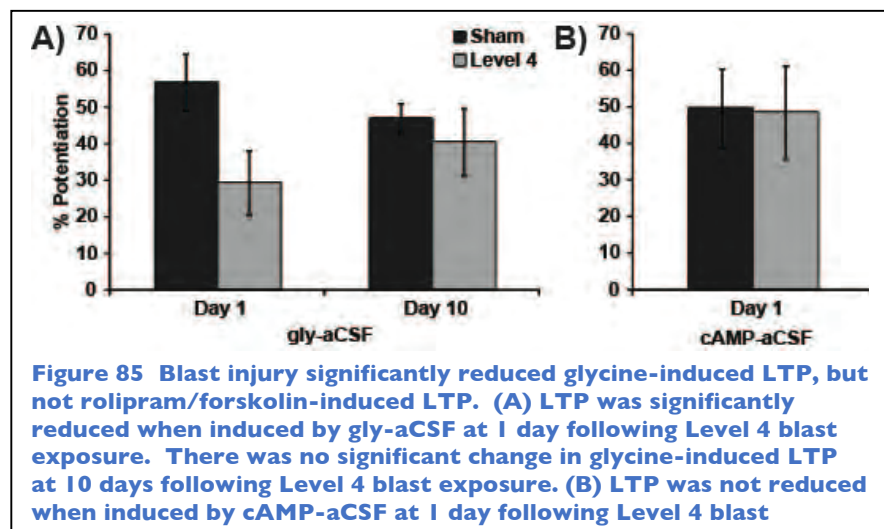 A)
70
60
50
40
30
20
10
0
% Potentiation
Sham
Level 4
Day 1
Day 10
gly-aCSF
B)
70
60
50
40
30
20
10
0
Day 1
cAMP-aCSF
Figure 85 Blast injury significantly reduced glycine-induced LTP, but
not rolipram/forskolin-induced LTP. (A) LTP was significantly
reduced when induced by gly-aCSF at 1 day following Level 4 blast
exposure. There was no significant change in glycine-induced LTP
at 10 days following Level 4 blast exposure. (B) LTP was not reduced
when induced by cAMP-aCSF at 1 day following Level 4 blast